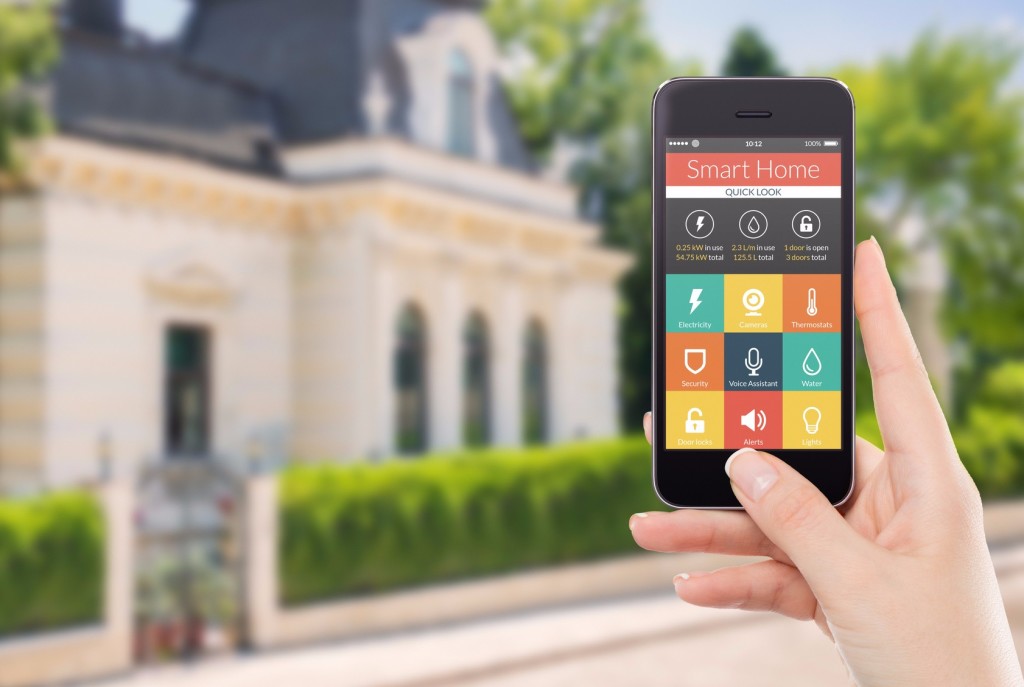 10:12 100%
Smart Home
QUICK LOOK
0.25 kW in use 2.3 L/m in use 1 door is open
54.75 kW total 125.5 L total 3 doors total
Electricity Cameras Thermostats
Security Voice Assistant Water
Door locks Alerts Lights